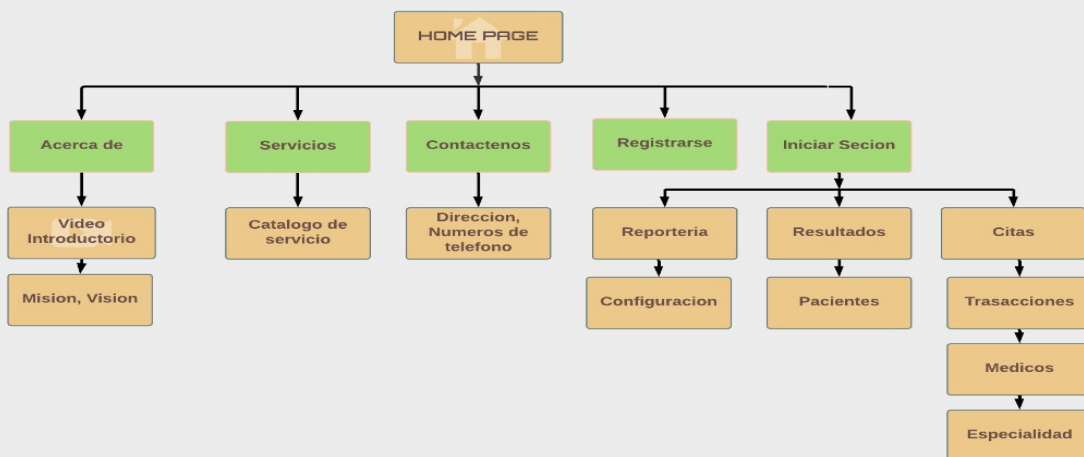 HOME PAGE
Acerca de
Servicios
Contactenos
Registrarse
Iniciar Secion
Video
Introductorio
Catalogo de
servicio
Direccion,
Numeros de
telefono
Reporteria
Resultados
Citas
Mision, Vision
Configuracion
Pacientes
Trasacciones
Medicos
Especialidad